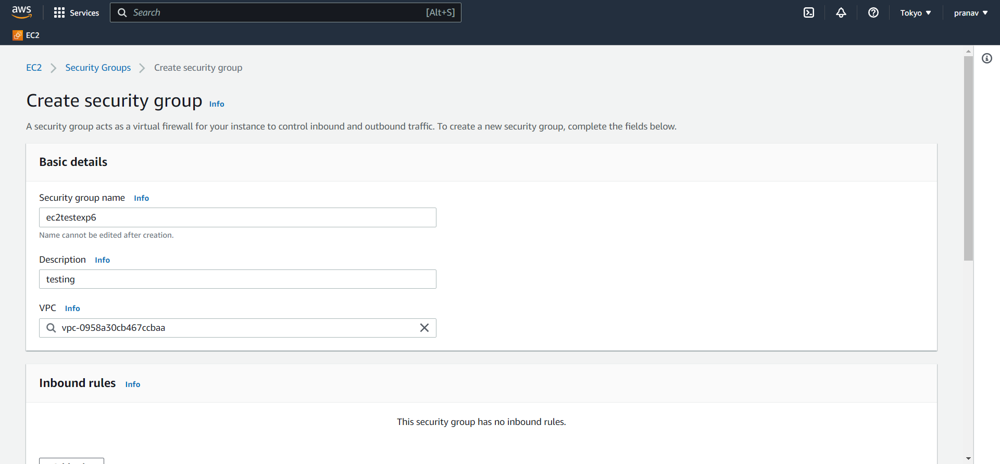 aws
Services
Search [Alt+S]
Tokyo
pranav
EC2
EC2 Security Groups Create security group
Create security group Info
A security group acts as a virtual firewall for your instance to control inbound and outbound traffic. To create a new security group, complete the fields below.
Basic details
Security group name Info
ec2testexp6
Name cannot be edited after creation.
Description Info
testing
VPC Info
vpc-0958a30cb467ccbaa
Inbound rules Info
This security group has no inbound rules.